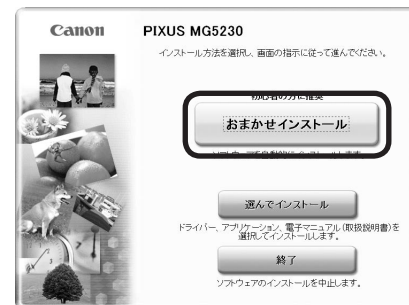 Canon
PIXUS MG5230
インストール方法を選択し、画面の指示に従って進んでください。
初心者の方に推奨
おまかせインストール
選んでインストール
ドライバー、アプリケーション、電子マニュアル（取扱説明書）を
選択してインストールします。
終了
ソフトウェアのインストールを中止します。